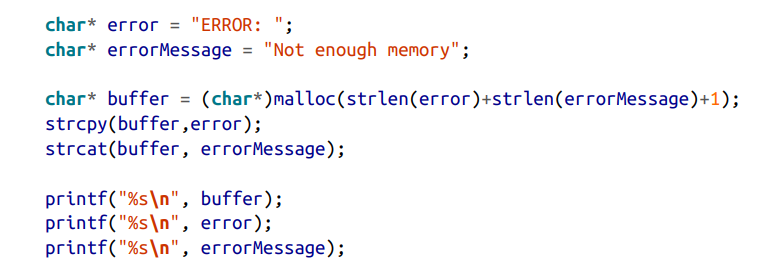 char* error = "ERROR: ";
char* errorMessage = "Not enough memory";
char* buffer = (char*)malloc(strlen(error)+strlen(errorMessage)+1);
strcpy(buffer,error);
strcat(buffer, errorMessage);
printf("%s\n", buffer);
printf("%s\n", error);
printf("%s\n", errorMessage);